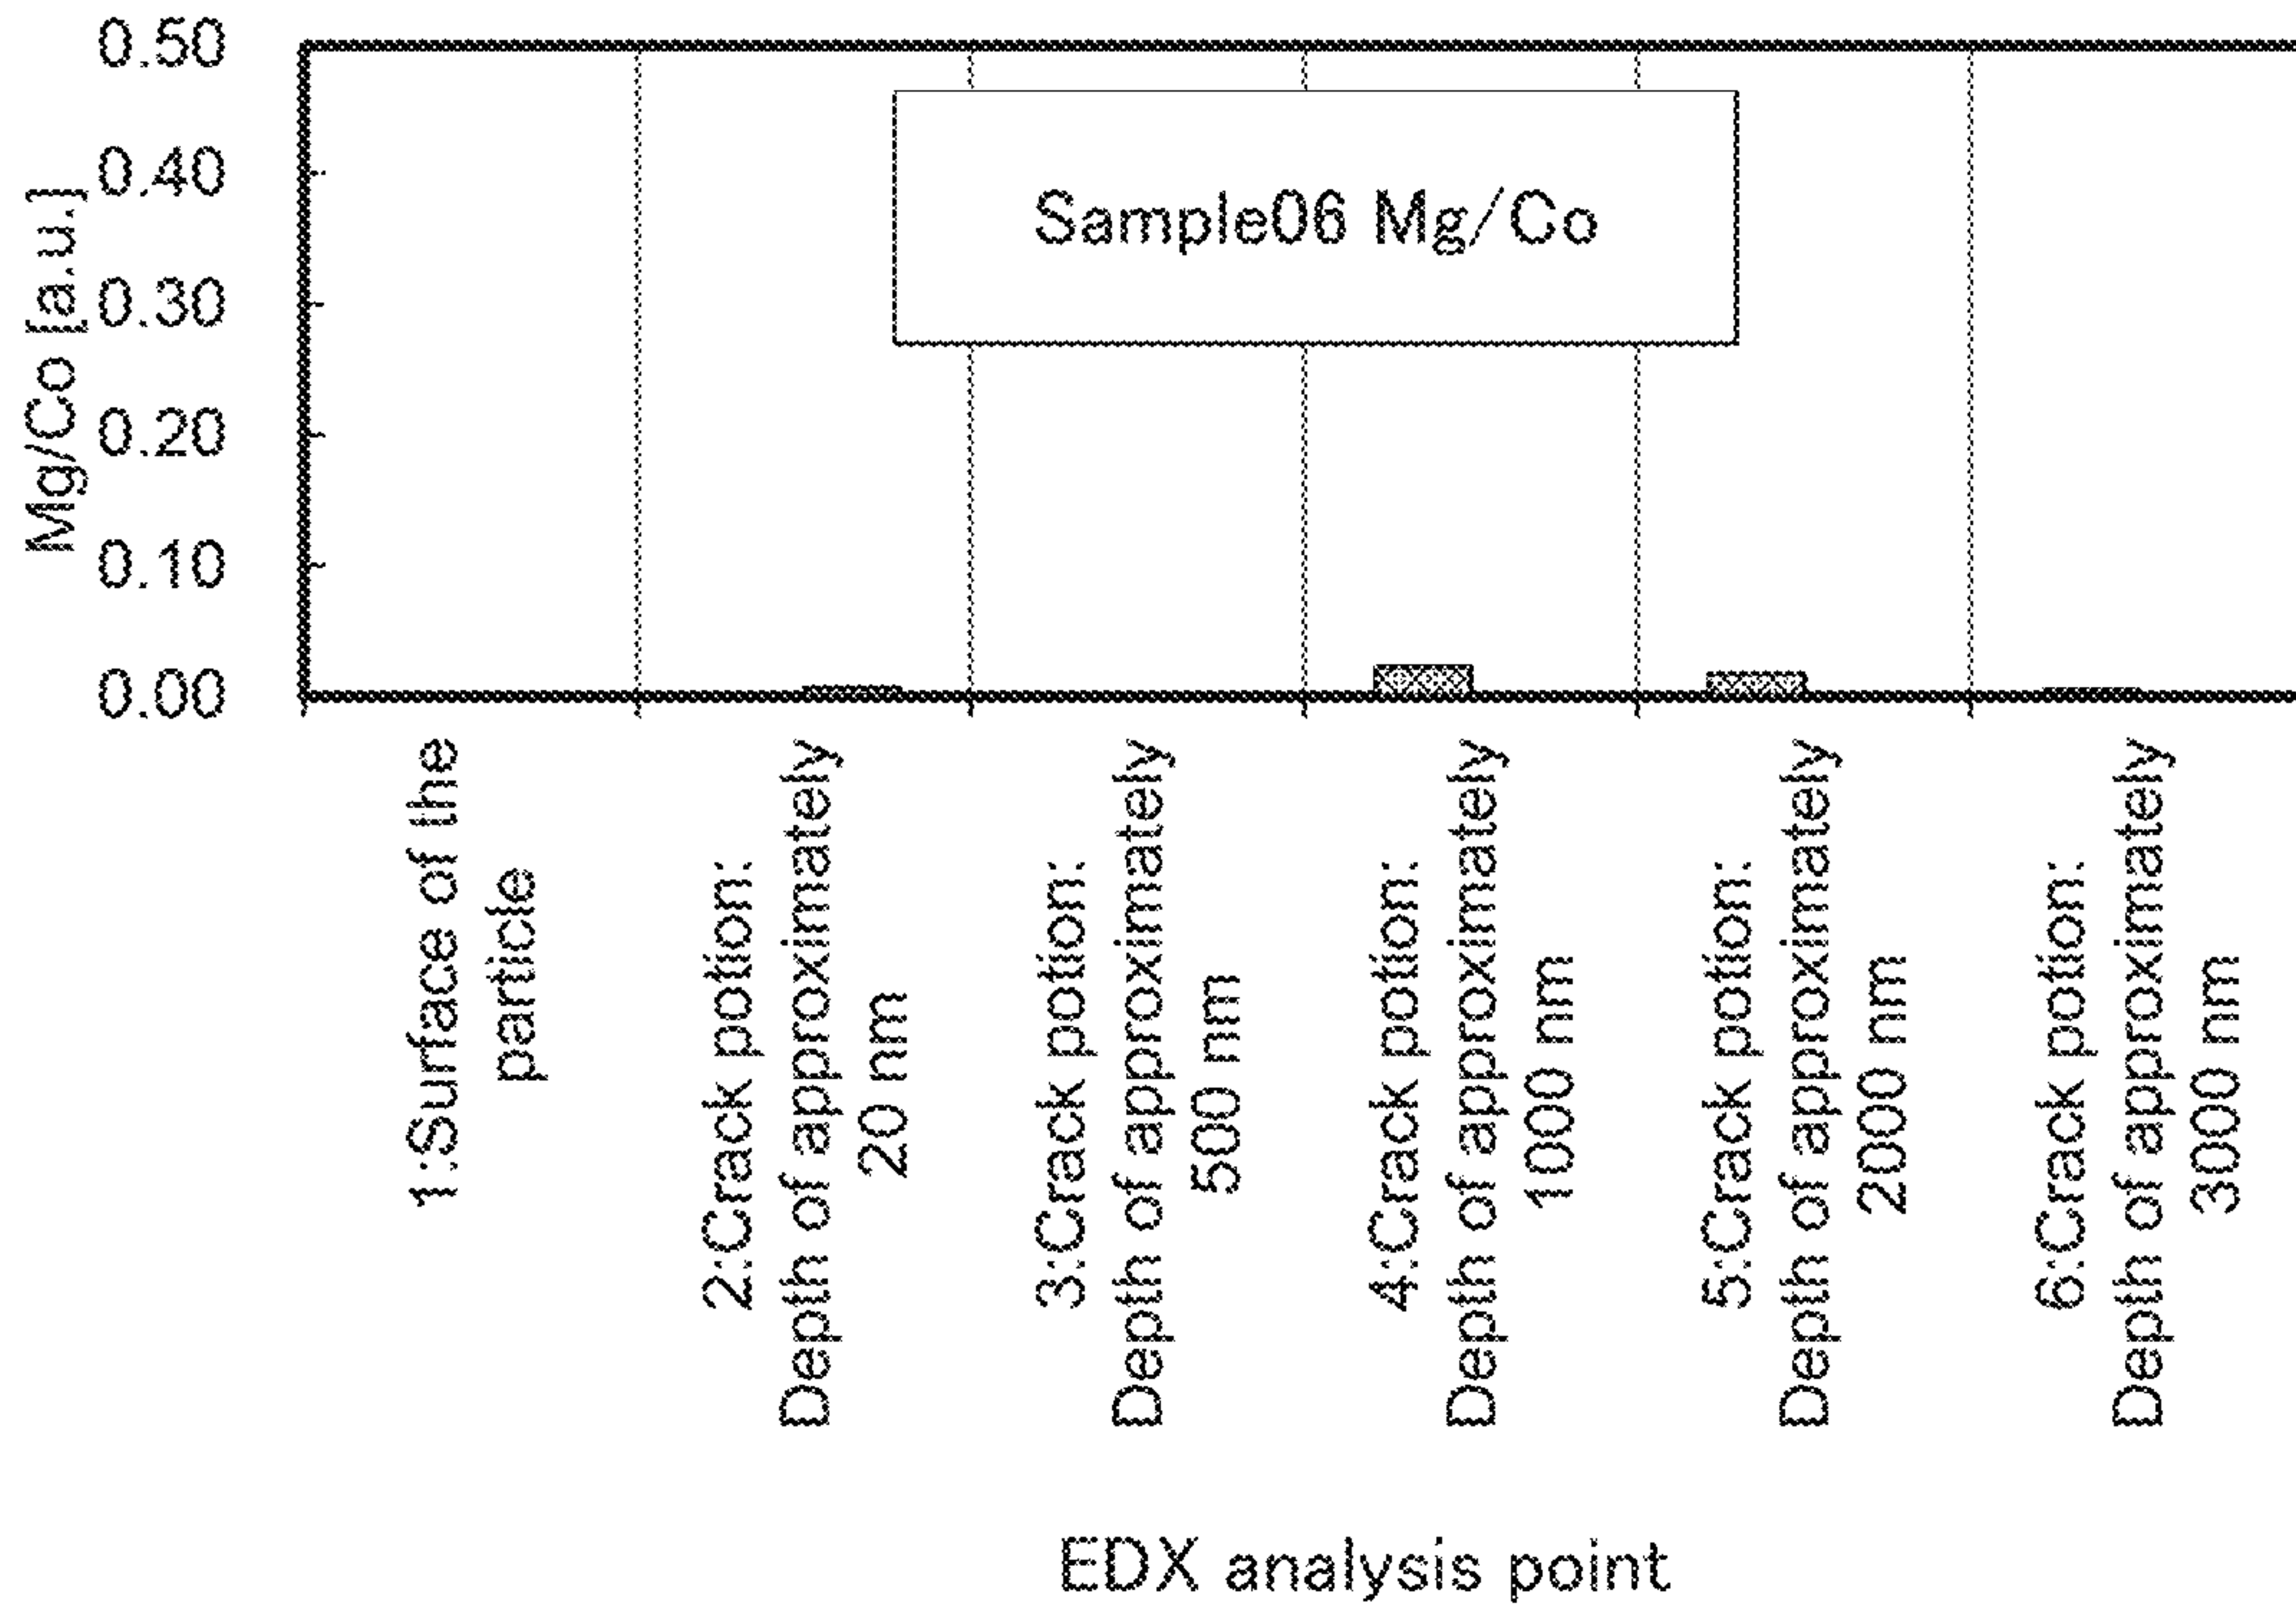 0.50
0.40
0.30
0.20
0.10
0.00
Mg/Co [a.u.]
Sample06 Mg/Co
1:Surface of the
particle
2:Crack potion:
Depth of approximately
20 nm
3:Crack potion:
Depth of approximately
500 nm
4:Crack potion:
Depth of approximately
1000 nm
5:Crack potion:
Depth of approximately
2000 nm
6:Crack potion:
Depth of approximately
3000 nm
EDX analysis point